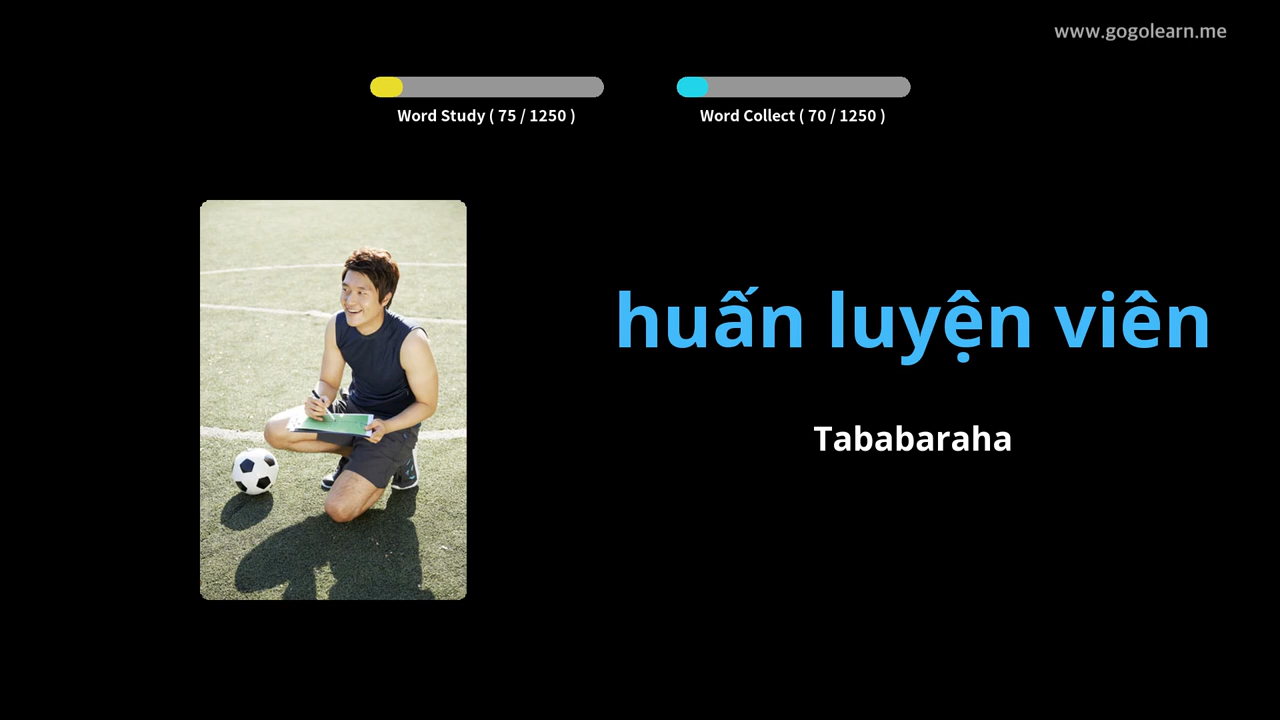 www.gogolearn.me
Word Study ( 75 / 1250 )
Word Collect ( 70 / 1250 )
huấn luyện viên
Tababaraha